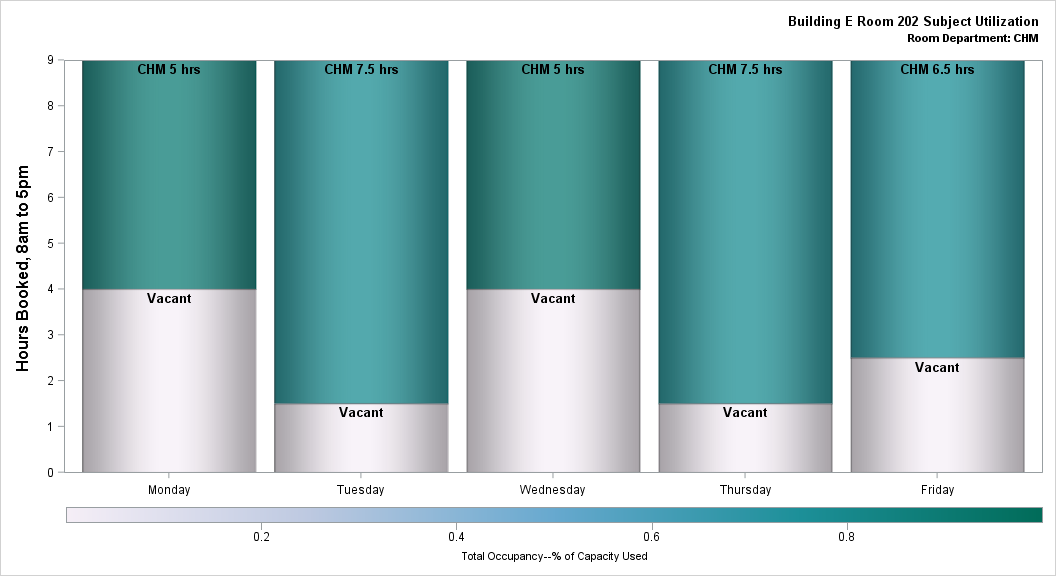 Building E Room 202 Subject Utilization
Room Department: CHM
Hours Booked, 8am to 5pm
9
8
7
6
5
4
3
2
1
0
CHM 5 hrs
CHM 7.5 hrs
CHM 5 hrs
CHM 7.5 hrs
CHM 6.5 hrs
Vacant
Vacant
Vacant
Vacant
Vacant
Monday
Tuesday
Wednesday
Thursday
Friday
0.2
0.4
0.6
0.8
Total Occupancy--% of Capacity Used